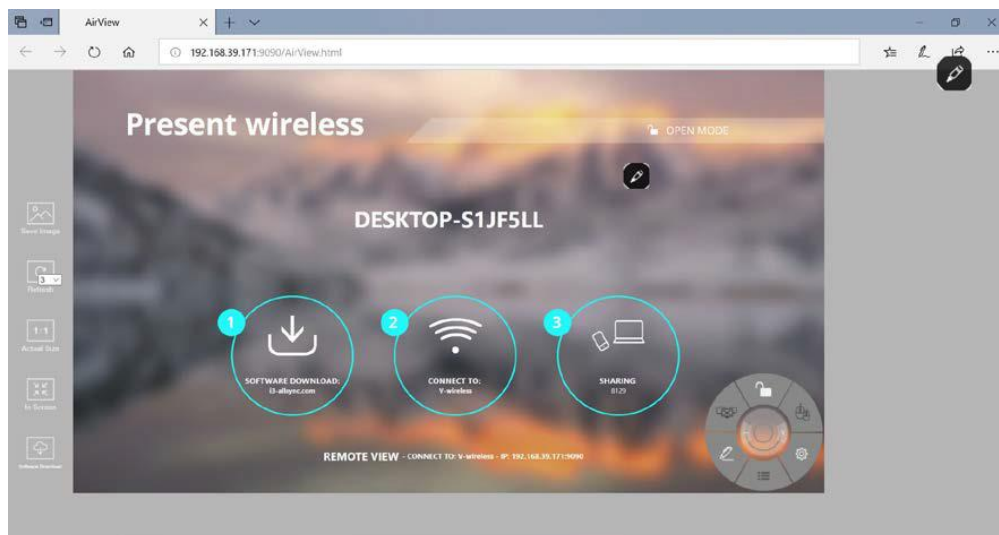 AirView
192.168.39.171:9090/AirView.html
Present wireless
OPEN MODE
DESKTOP-S1JF5LL
Save Image
3
Refresh
1:1
Actual Size
In Screen
Software Download
1
SOFTWARE DOWNLOAD:
i3-allsync.com
2
CONNECT TO:
V-wireless
3
SHARING
8129
REMOTE VIEW - CONNECT TO: V-wireless - IP: 192.168.39.171:9090